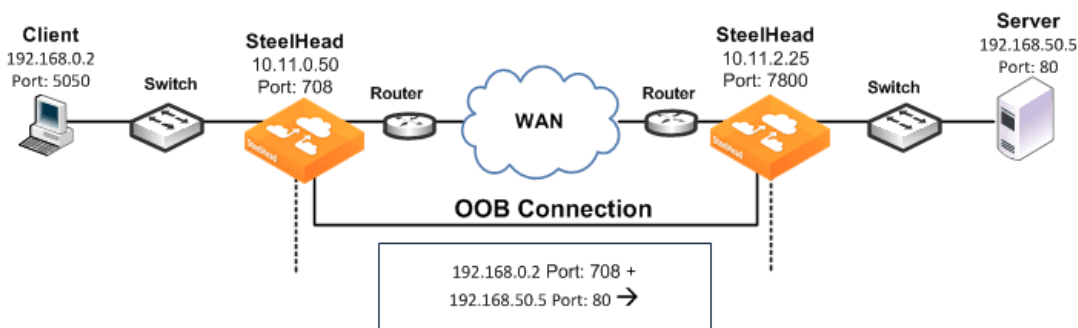 Client
192.168.0.2
Port: 5050
Switch
SteelHead
10.11.0.50
Port: 708
SteelHead
Router
WAN
Router
SteelHead
10.11.2.25
Port: 7800
SteelHead
Switch
Server
192.168.50.5
Port: 80
OOB Connection
192.168.0.2 Port: 708 +
192.168.50.5 Port: 80 →